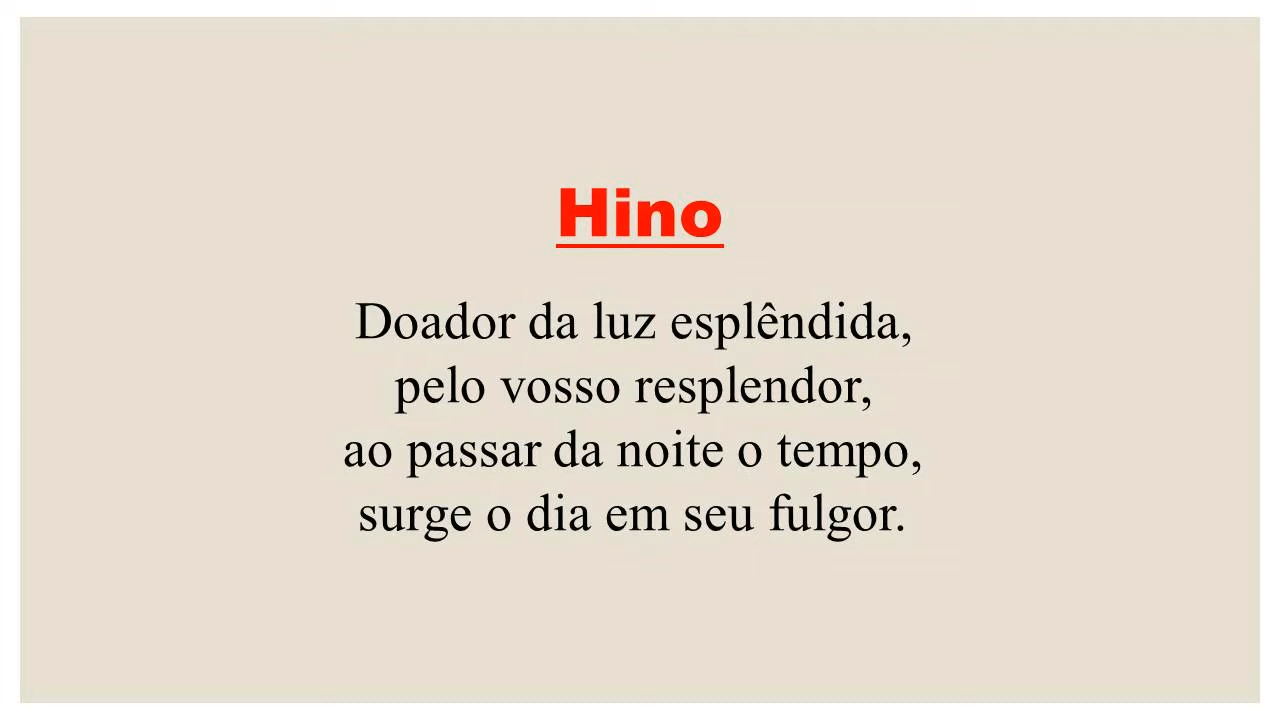 Hino
Doador da luz esplêndida,
pelo vosso resplendor,
ao passar da noite o tempo,
surge o dia em seu fulgor.